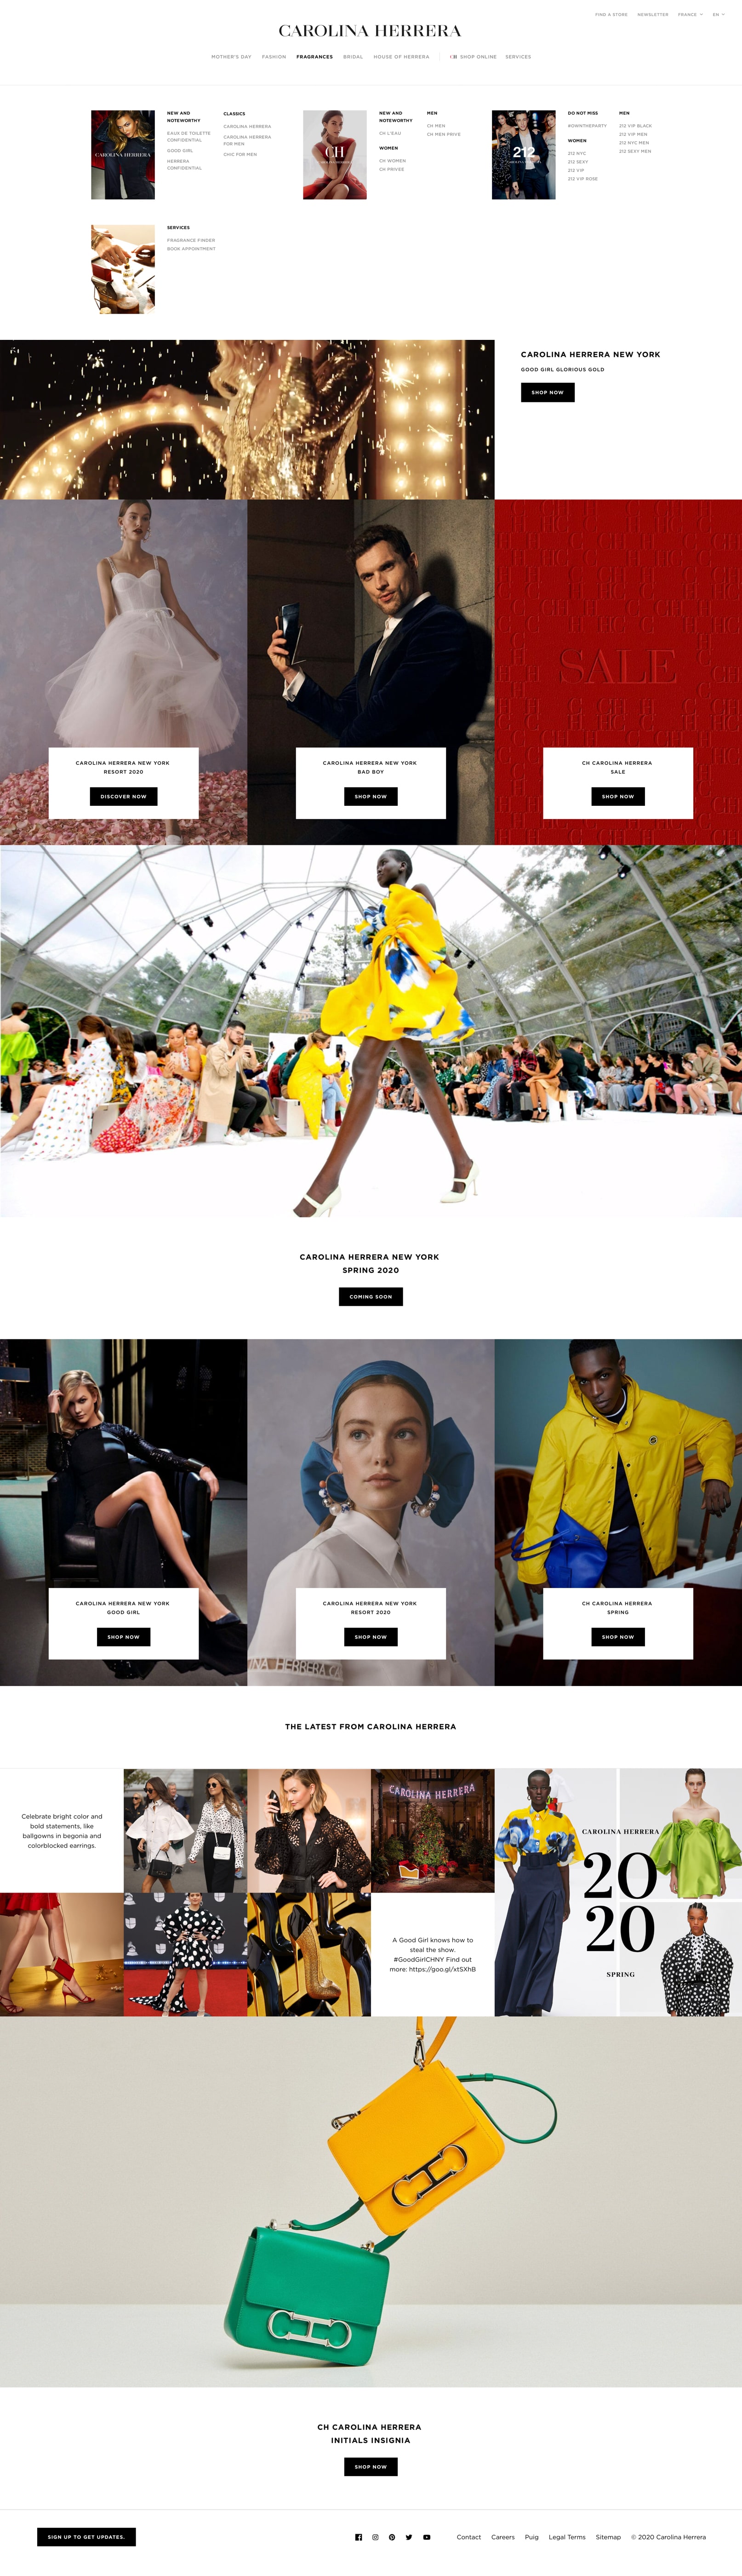 FIND A STORE NEWSLETTER FRANCE EN
CAROLINA HERRERA
MOTHER'S DAY FASHION FRAGRANCES BRIDAL HOUSE OF HERRERA CH SHOP ONLINE SERVICES
CAROLINA HERRERA
NEW AND
NOTEWORTHY
EAUX DE TOILETTE
CONFIDENTIAL
GOOD GIRL
HERRERA
CONFIDENTIAL
CLASSICS
CAROLINA HERRERA
CAROLINA HERRERA
FOR MEN
CHIC FOR MEN
CH
NEW AND
NOTEWORTHY
CH L'EAU
WOMEN
CH WOMEN
CH PRIVEE
MEN
CH MEN
CH MEN PRIVE
212
DO NOT MISS
#OWNTHEPARTY
WOMEN
212 NYC
212 SEXY
212 VIP
212 VIP ROSE
MEN
212 VIP BLACK
212 VIP MEN
212 NYC MEN
212 SEXY MEN
SERVICES
FRAGRANCE FINDER
BOOK APPOINTMENT
CAROLINA HERRERA NEW YORK
GOOD GIRL GLORIOUS GOLD
SHOP NOW
CAROLINA HERRERA NEW YORK
RESORT 2020
DISCOVER NOW
CAROLINA HERRERA NEW YORK
BAD BOY
SHOP NOW
SALE
CH CAROLINA HERRERA
SALE
SHOP NOW
CAROLINA HERRERA NEW YORK
SPRING 2020
COMING SOON
CAROLINA HERRERA NEW YORK
GOOD GIRL
SHOP NOW
CAROLINA HERRERA NEW YORK
RESORT 2020
SHOP NOW
CH CAROLINA HERRERA
SPRING
SHOP NOW
THE LATEST FROM CAROLINA HERRERA
Celebrate bright color and
bold statements, like
ballgowns in begonia and
colorblocked earrings.
CAROLINA HERRERA
A Good Girl knows how to
steal the show.
#GoodGirlCHNY Find out
more: https://goo.gl/xtSXhB
CAROLINA HERRERA
20
20
SPRING
CH CAROLINA HERRERA
INITIALS INSIGNIA
SHOP NOW
SIGN UP TO GET UPDATES.
Contact Careers Puig Legal Terms Sitemap © 2020 Carolina Herrera